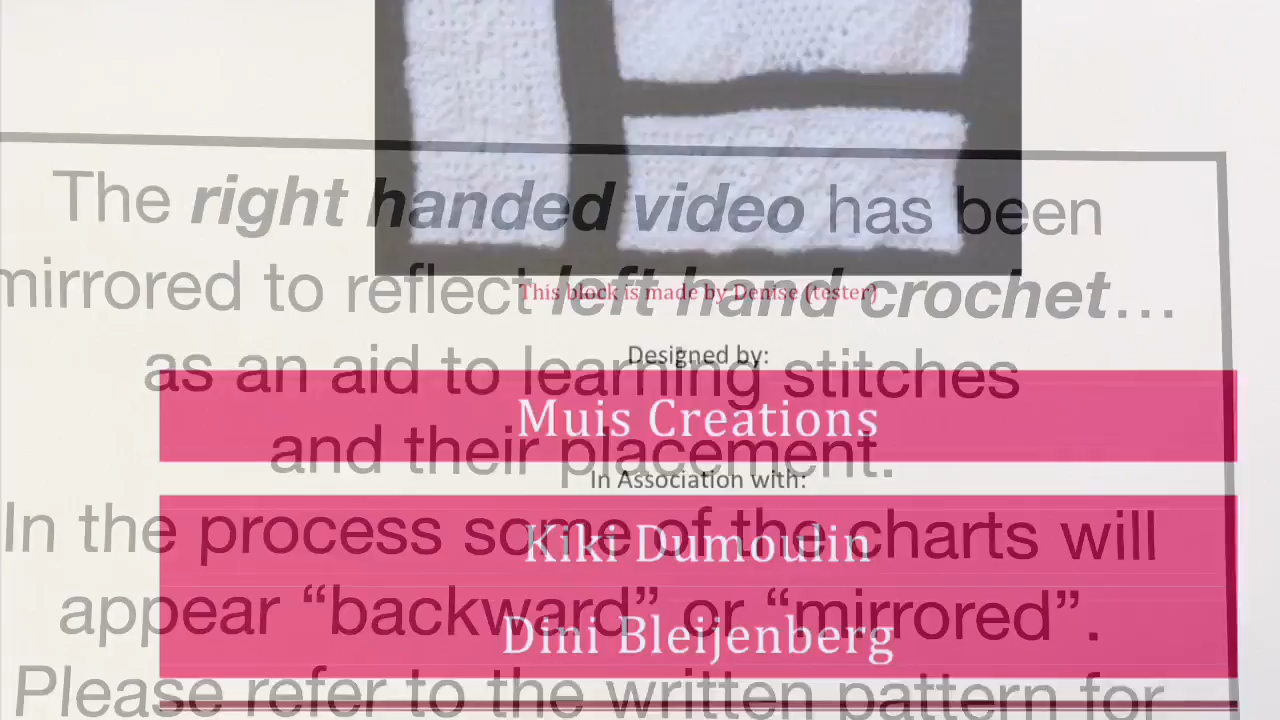 The right handed video has been
mirrored to reflect left hand crochet...
as an aid to learning stitches
and their placement.
In the process some of the charts will
appear “backward” or “mirrored”.
Please refer to the written pattern for
This block is made by Denise (tester)
Designed by:
Muis Creations
In Association with:
Kiki Dumoulin
Dini Bleijenberg